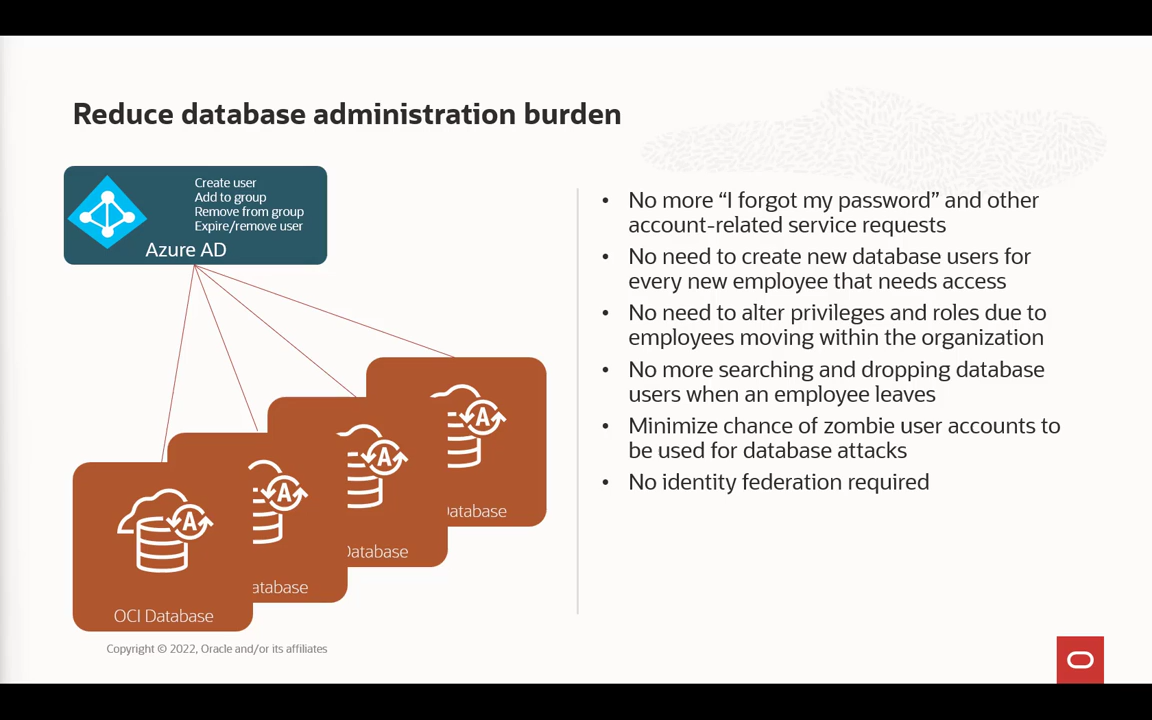 Reduce database administration burden
Create user
Add to group
Remove from group
Expire/remove user
Azure AD
• No more “I forgot my password” and other
account-related service requests
• No need to create new database users for
every new employee that needs access
• No need to alter privileges and roles due to
employees moving within the organization
• No more searching and dropping database
users when an employee leaves
• Minimize chance of zombie user accounts to
be used for database attacks
• No identity federation required
A
Database
A
Database
A
atabase
A
OCI Database
Copyright © 2022, Oracle and/or its affiliates